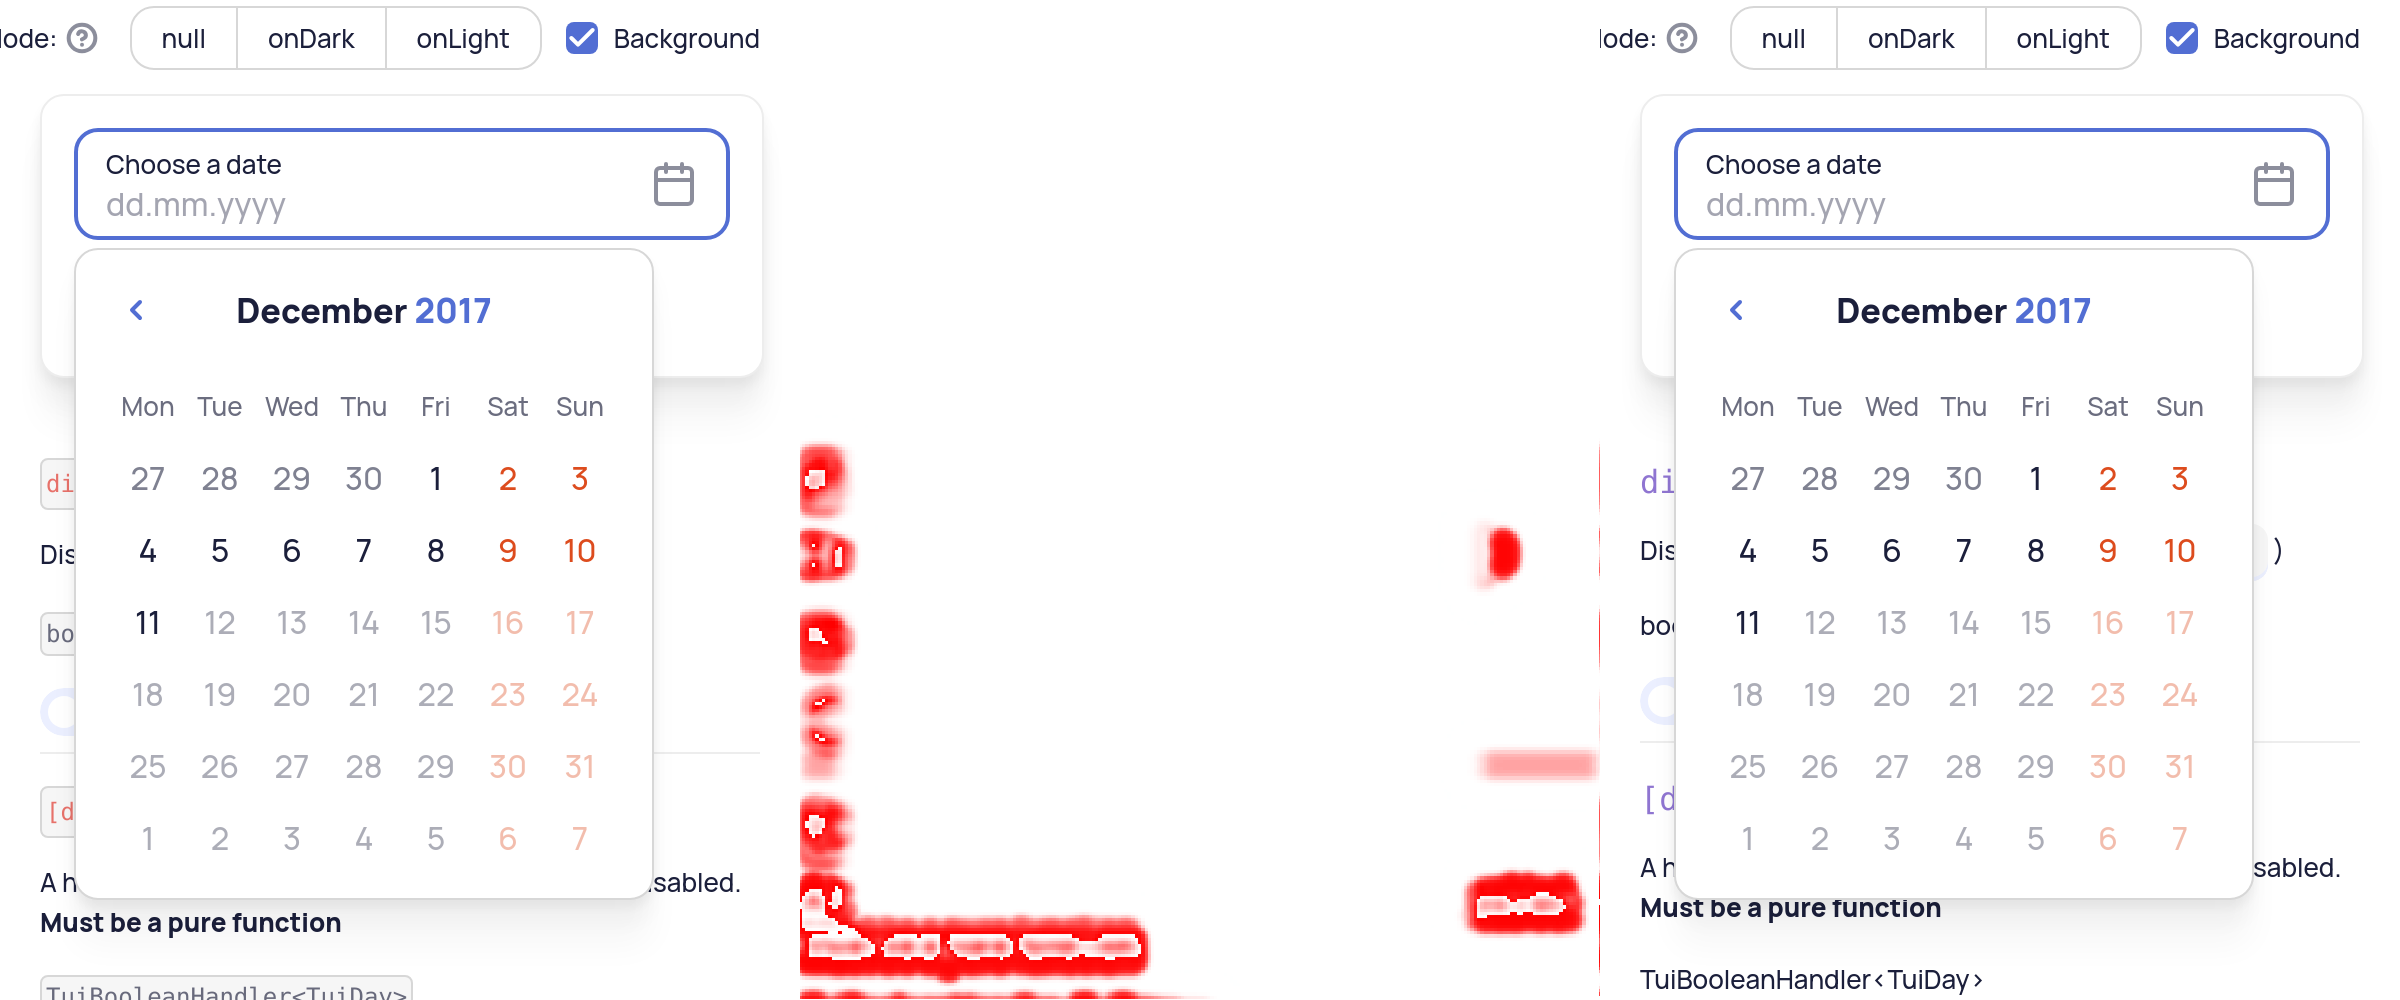 lode: null onDark onLight Background
Choose a date
dd.mm.yyyy
December 2017
Mon Tue Wed Thu Fri Sat Sun
27 28 29 30 1 2 3
4 5 6 7 8 9 10
11 12 13 14 15 16 17
18 19 20 21 22 23 24
25 26 27 28 29 30 31
1 2 3 4 5 6 7
di
Dis
bo
[d
A h sabled.
Must be a pure function
TuiBooleanHandler<TuiDay>
lode: null onDark onLight Background
Choose a date
dd.mm.yyyy
December 2017
Mon Tue Wed Thu Fri Sat Sun
27 28 29 30 1 2 3
4 5 6 7 8 9 10
11 12 13 14 15 16 17
18 19 20 21 22 23 24
25 26 27 28 29 30 31
1 2 3 4 5 6 7
di
Dis )
boo
[d
A h sabled.
Must be a pure function
TuiBooleanHandler<TuiDay>